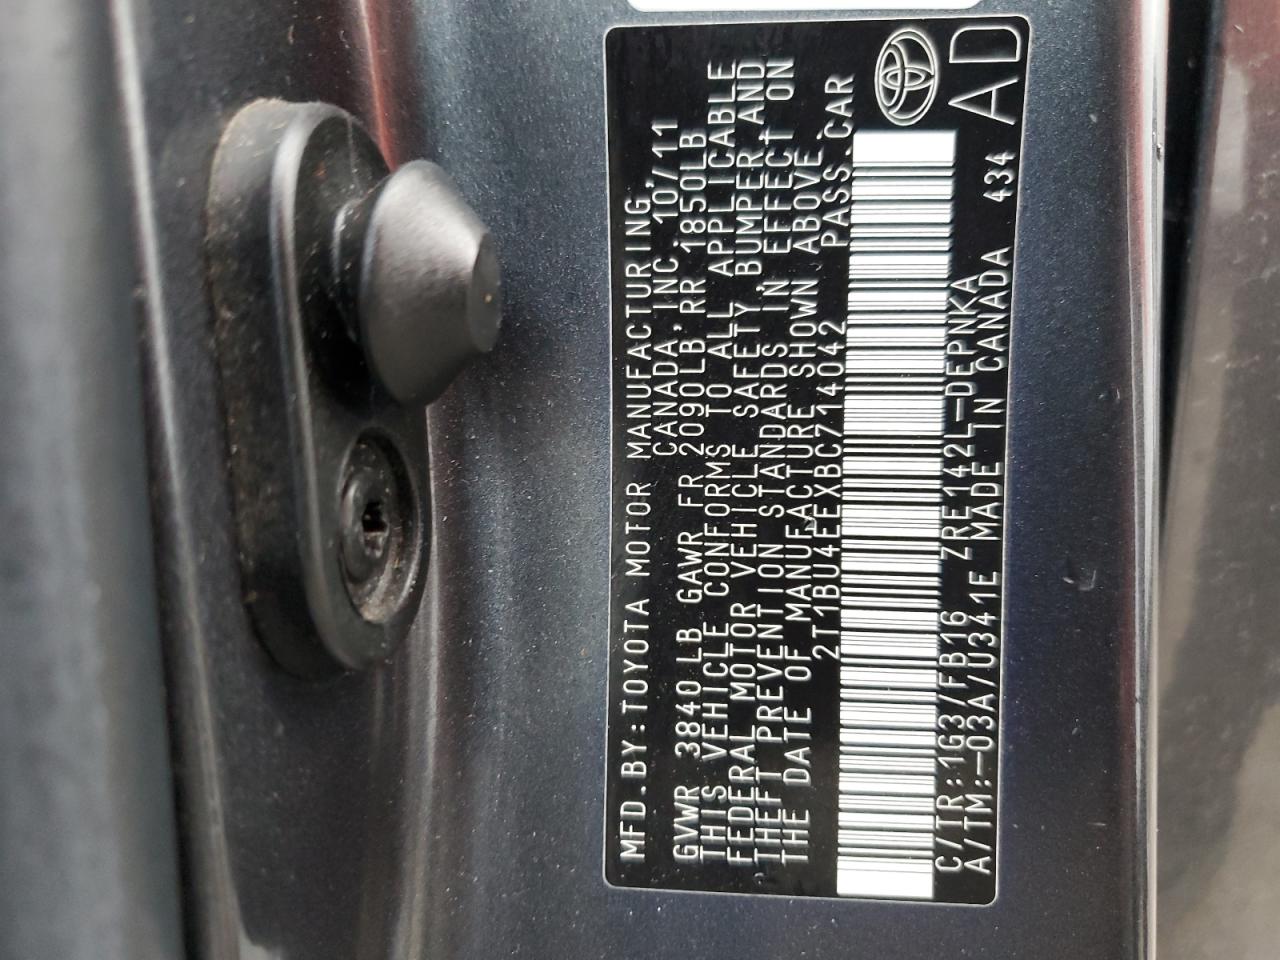 MFD.BY:TOYOTA MOTOR MANUFACTURING,
CANADA, INC. 10/11
GVWR 3840LB GAWR FR 2090LB, RR 1850LB
THIS VEHICLE CONFORMS TO ALL APPLICABLE
FEDERAL MOTOR VEHICLE SAFETY, BUMPER AND
THEFT PREVENTION STANDARDS IN EFFECT ON
THE DATE OF MANUFACTURE SHOWN ABOVE.
2T1BU4EEXBC714042 PASS.CAR
C/TR:1G3/FB16 ZRE142L-DEPNKA
A/TM:-03A/U341E MADE IN CANADA 434
AD